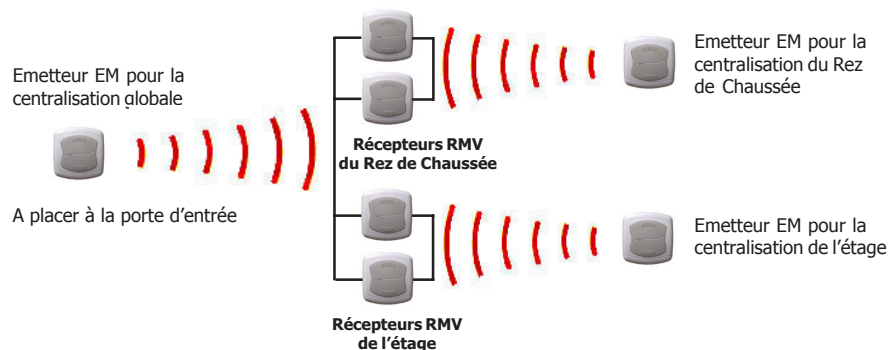 Emetteur EM pour la
centralisation globale
A placer à la porte d'entrée
Récepteurs RMV
du Rez de Chaussée
Récepteurs RMV
de l'étage
Emetteur EM pour la
centralisation du Rez
de Chaussée
Emetteur EM pour la
centralisation de l'étage